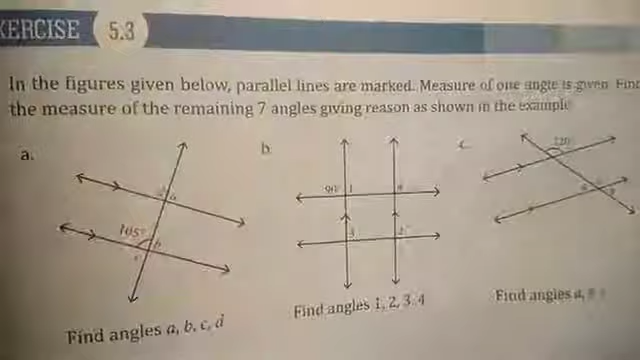 XERCISE 5.3
In the figures given below, parallel lines are marked. Measure of one angle is given. Find
the measure of the remaining 7 angles giving reason as shown in the example
a.
b.
c.
d a
105°
b
c
90° 1
3 2
120°
Find angles a, b, c, d
Find angles 1, 2, 3, 4
Find angles a,